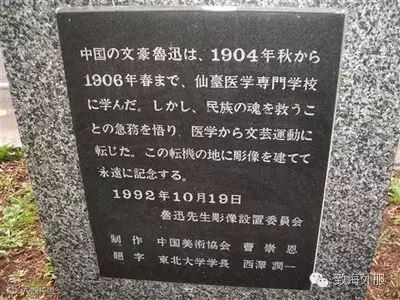 中国の文豪魯迅は、1904年秋から
1906年春まで、仙臺医学専門学校
に学んだ。しかし、民族の魂を救うこ
との急務を悟り、医学から文芸運動に
転じた。この転機の地に彫像を建てて
永遠に記念する。
1992年10月19日
魯迅先生彫像設置委員会
制作 中国美術協会 曹崇恩
題字 東北大学学長 西澤潤一
致海外服